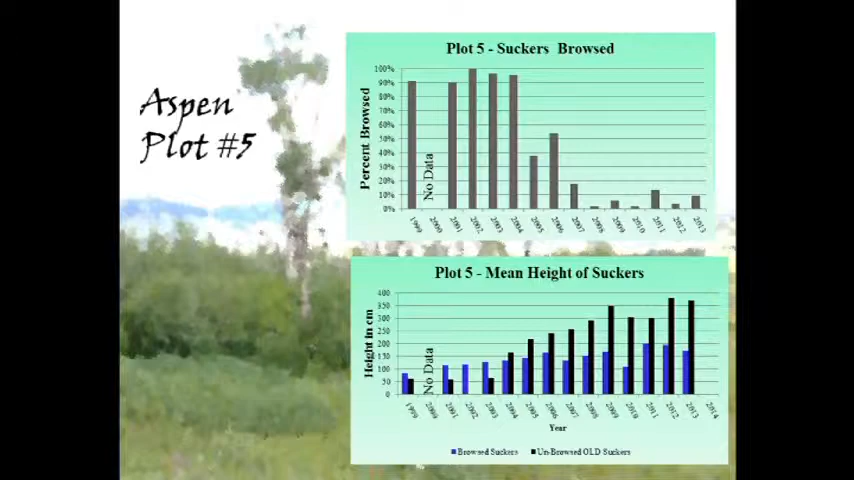 Aspen
Plot #5
Plot 5 - Suckers Browsed
Percent Browsed
100%
90%
80%
70%
60%
50%
40%
30%
20%
10%
0%
No Data
1999 2000 2001 2002 2003 2004 2005 2006 2007 2008 2009 2010 2011 2012 2013
Plot 5 - Mean Height of Suckers
Height in cm
400
350
300
250
200
150
100
50
0
No Data
1999 2000 2001 2002 2003 2004 2005 2006 2007 2008 2009 2010 2011 2012 2013 2014
Year
Browsed Suckers Un-Browsed OLD Suckers